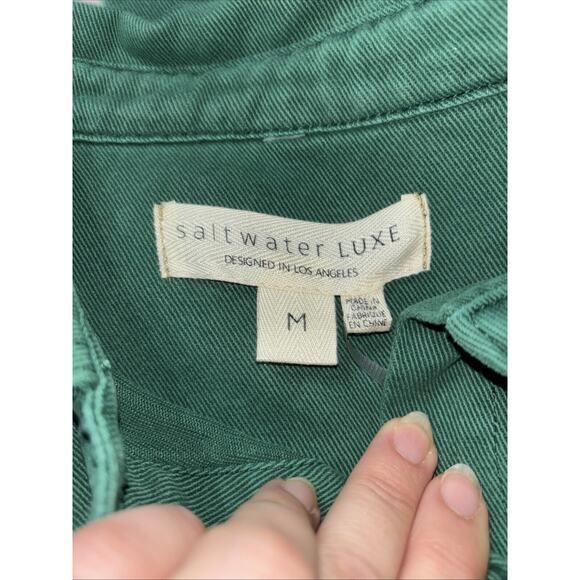 saltwater LUXE
DESIGNED IN LOS ANGELES
M
MADE IN
CHINA
FABRIQUE
EN CHINE